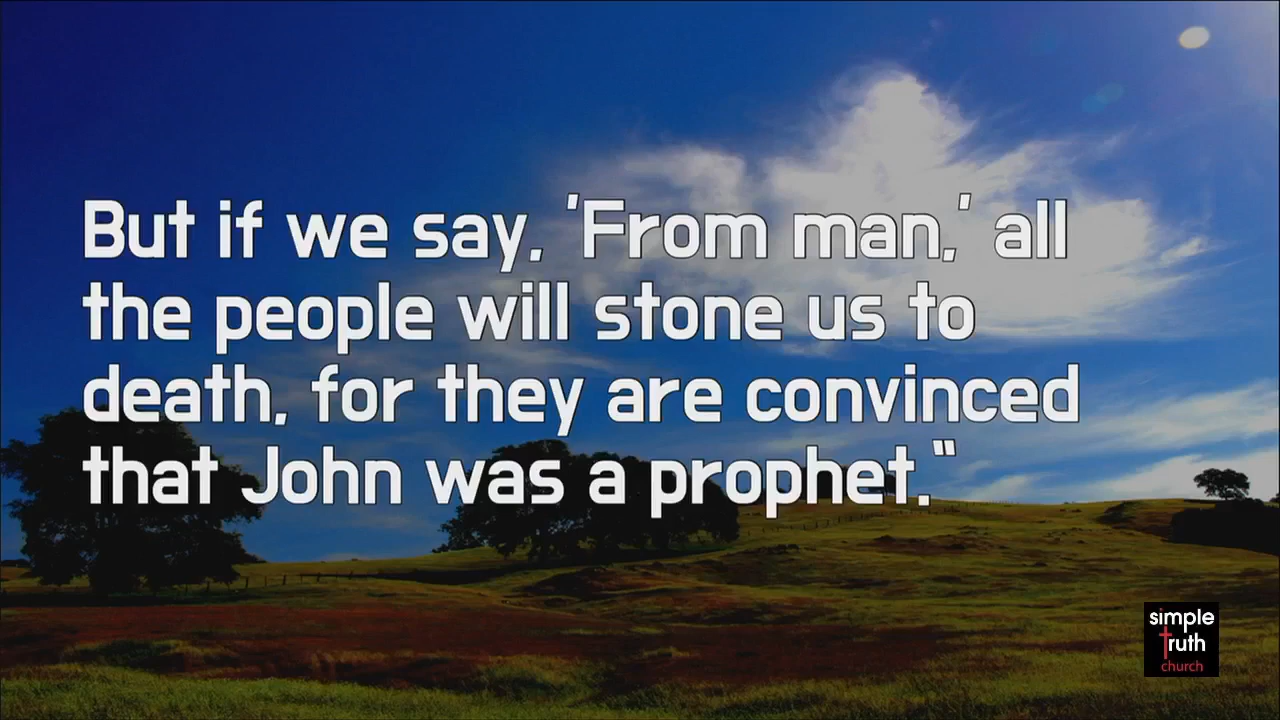 But if we say, 'From man,' all
the people will stone us to
death, for they are convinced
that John was a prophet."
simple
truth
church